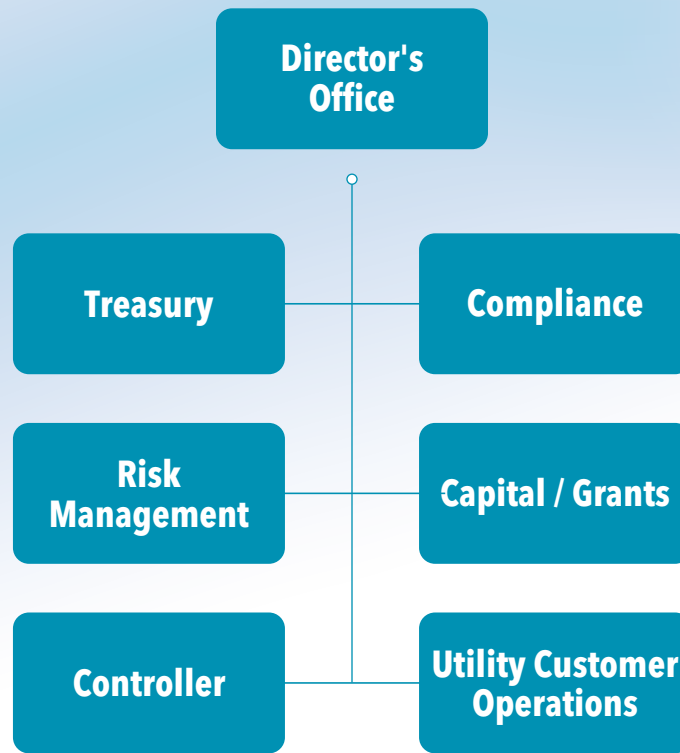 Director's
Office
Treasury
Compliance
Risk
Management
Capital / Grants
Controller
Utility Customer
Operations